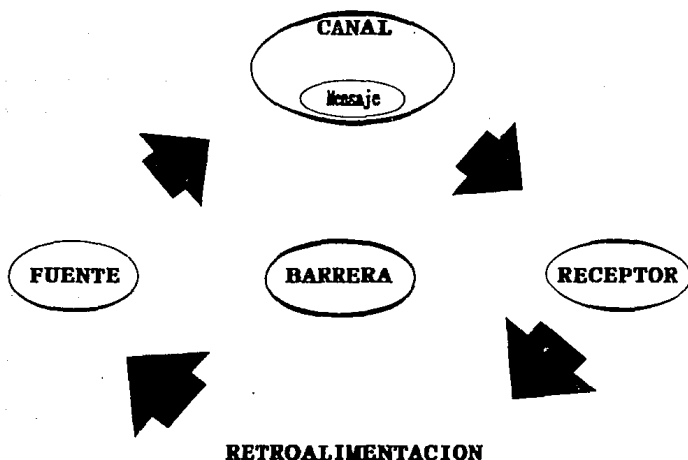 CANAL
Mensaje
FUENTE
BARRERA
RECEPTOR
RETROALIMENTACION